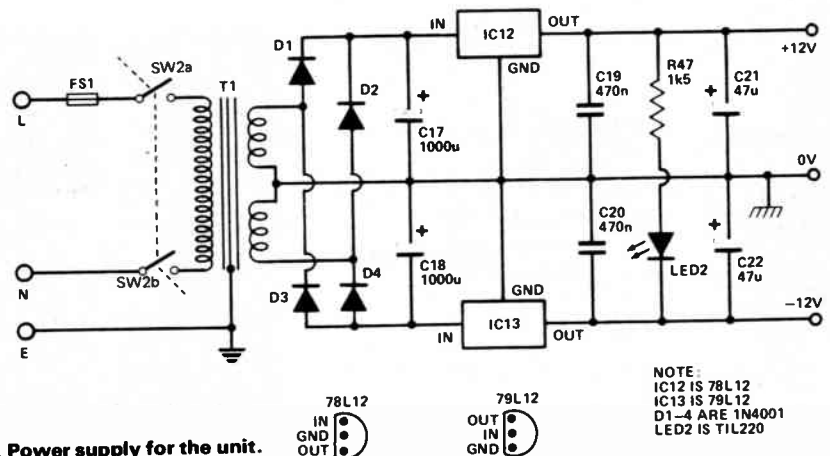 IN
IC12
OUT
GND
+12V
D1
D2
SW2a
FS1
T1
L
C17
1000u
+
C19
470n
R47
1k5
C21
47u
+
0V
C18
1000u
+
C20
470n
LED2
C22
47u
+
N
SW2b
D3
D4
GND
IC13
IN
OUT
−12V
E
NOTE:
IC12 IS 78L12
IC13 IS 79L12
D1–4 ARE 1N4001
LED2 IS TIL220
78L12
IN
GND
OUT
79L12
OUT
IN
GND
. Power supply for the unit.